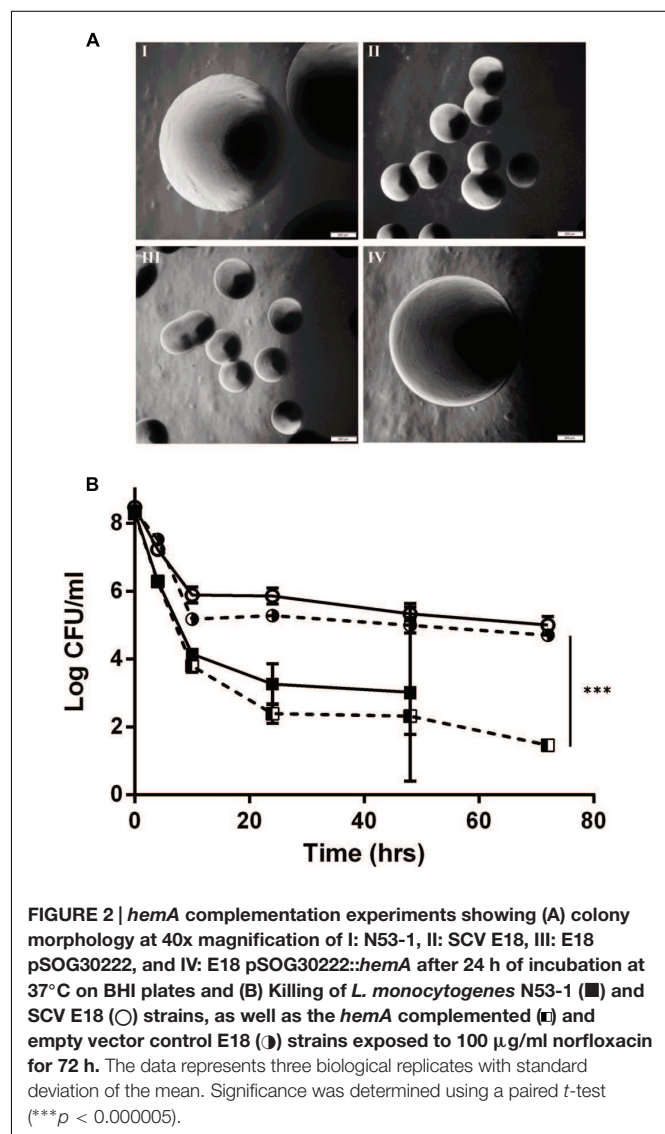 A
I
II
III
IV
B
Log CFU/ml
8
6
4
2
0
***
0 20 40 60 80
Time (hrs)
FIGURE 2 | hemA complementation experiments showing (A) colony
morphology at 40x magnification of I: N53-1, II: SCV E18, III: E18
pSOG30222, and IV: E18 pSOG30222::hemA after 24 h of incubation at
37°C on BHI plates and (B) Killing of L. monocytogenes N53-1 (■) and
SCV E18 (○) strains, as well as the hemA complemented (◧) and
empty vector control E18 (◑) strains exposed to 100 μg/ml norfloxacin
for 72 h. The data represents three biological replicates with standard
deviation of the mean. Significance was determined using a paired t-test
(***p < 0.000005).